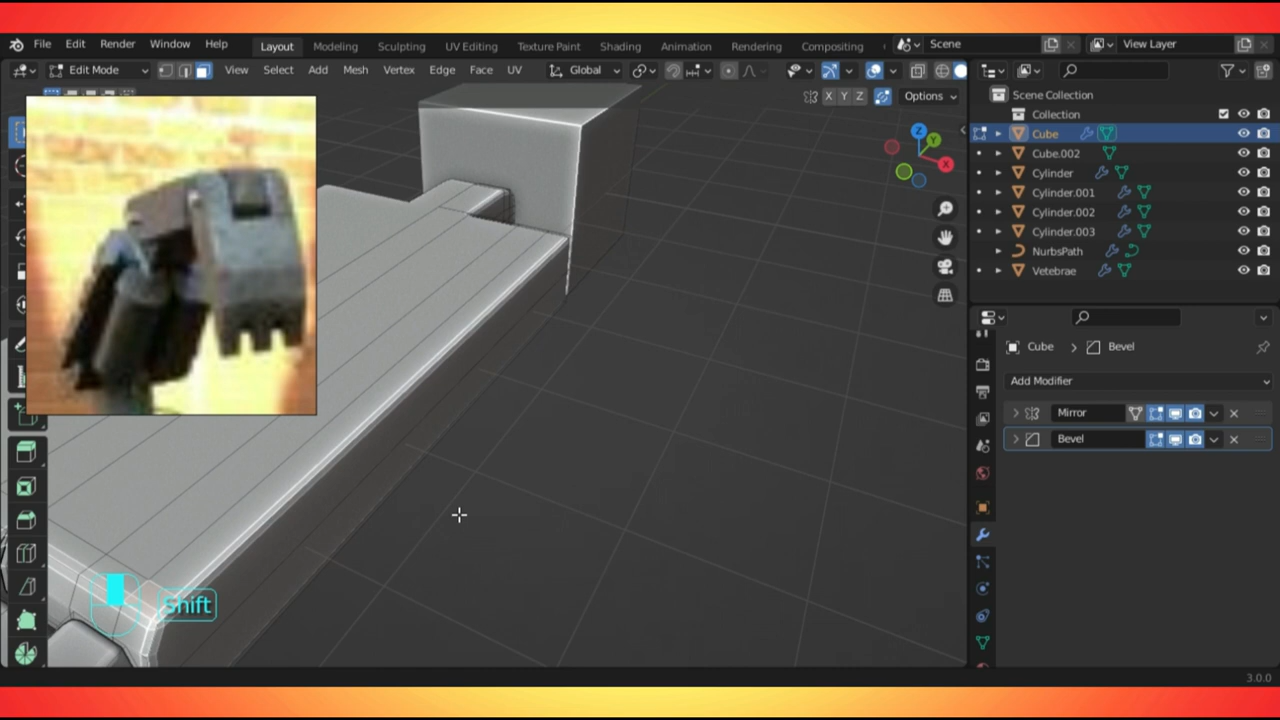 File Edit Render Window Help Layout Modeling Sculpting UV Editing Texture Paint Shading Animation Rendering Compositing Scene View Layer
Edit Mode View Select Add Mesh Vertex Edge Face UV Global
X Y Z Options
Scene Collection
Collection
Cube
Cube.002
Cylinder
Cylinder.001
Cylinder.002
Cylinder.003
NurbsPath
Vetebrae
Z
Y
X
Cube > Bevel
Add Modifier
Mirror
Bevel
Shift
3.0.0